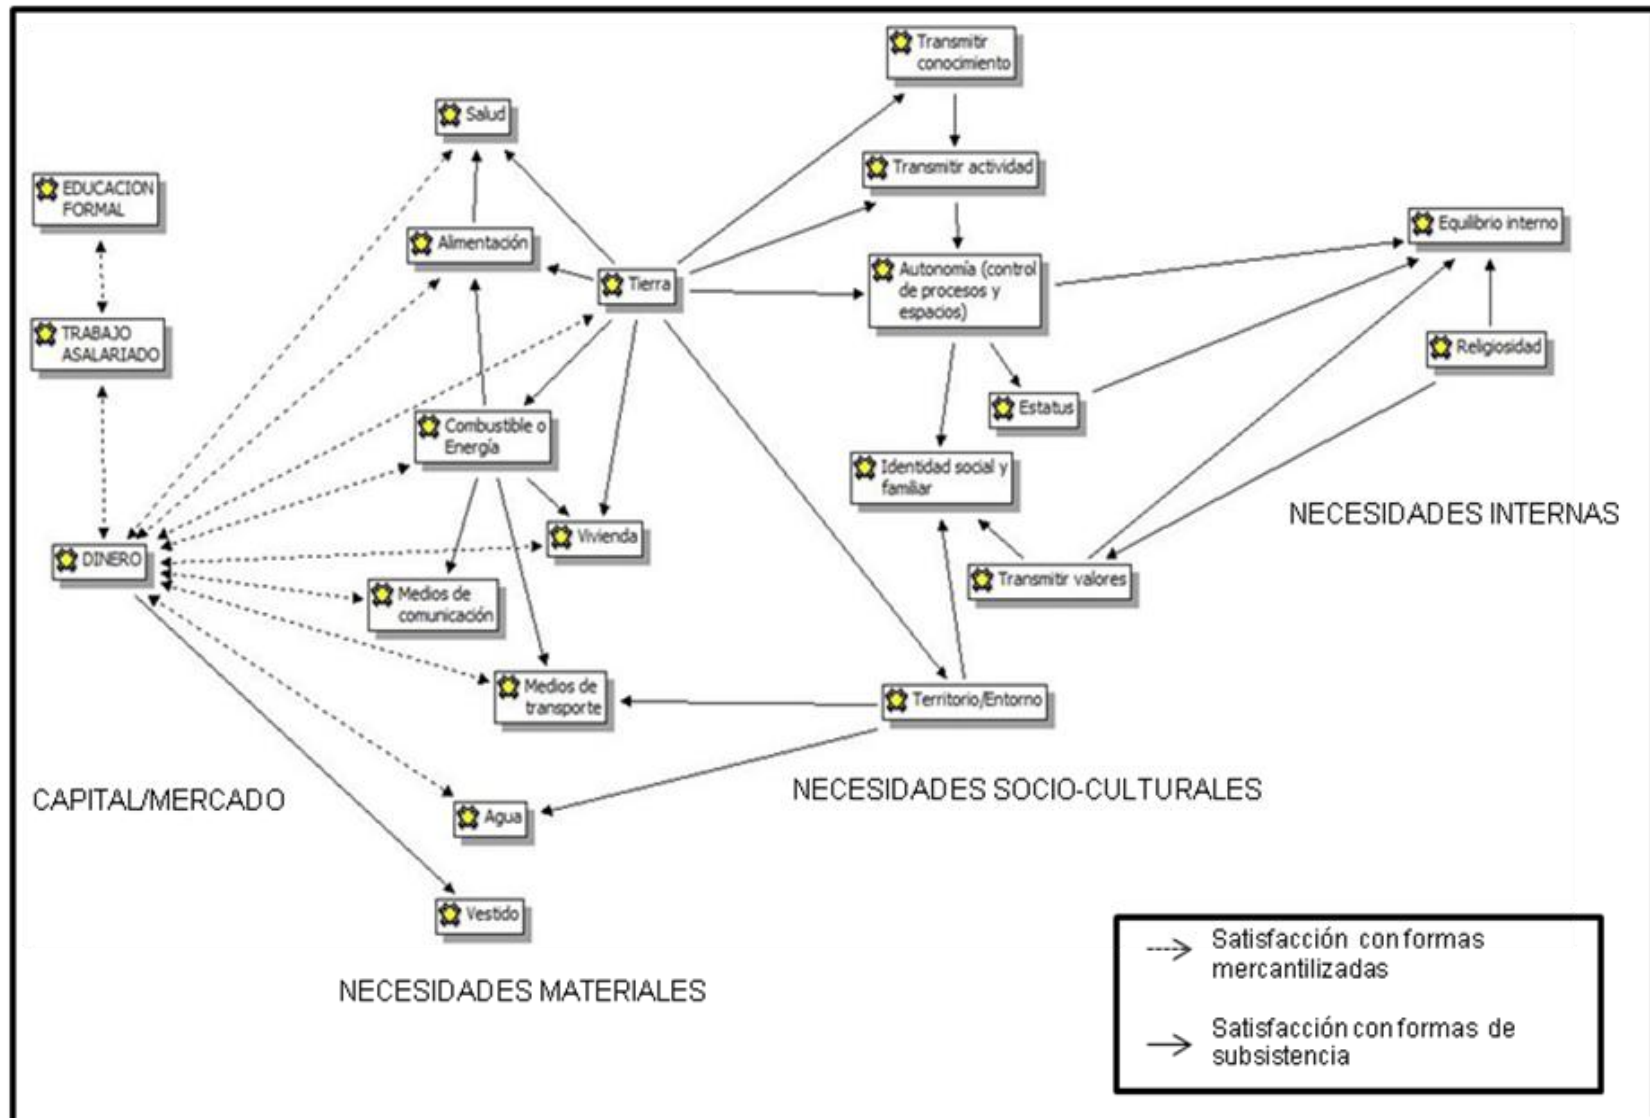 Transmitir
conocimiento
Salud
Transmitir actividad
EDUCACION
FORMAL
Equilibrio interno
Alimentación
Tierra
Autonomía (control
de procesos y
espacios)
TRABAJO
ASALARIADO
Religiosidad
Estatus
Combustible o
Energía
Identidad social y
familiar
NECESIDADES INTERNAS
Vivienda
DINERO
Transmitir valores
Medios de
comunicación
Medios de
transporte
Territorio/Entorno
CAPITAL/MERCADO
NECESIDADES SOCIO-CULTURALES
Agua
Vestido
NECESIDADES MATERIALES
Satisfacción con formas
mercantilizadas
Satisfacción con formas de
subsistencia